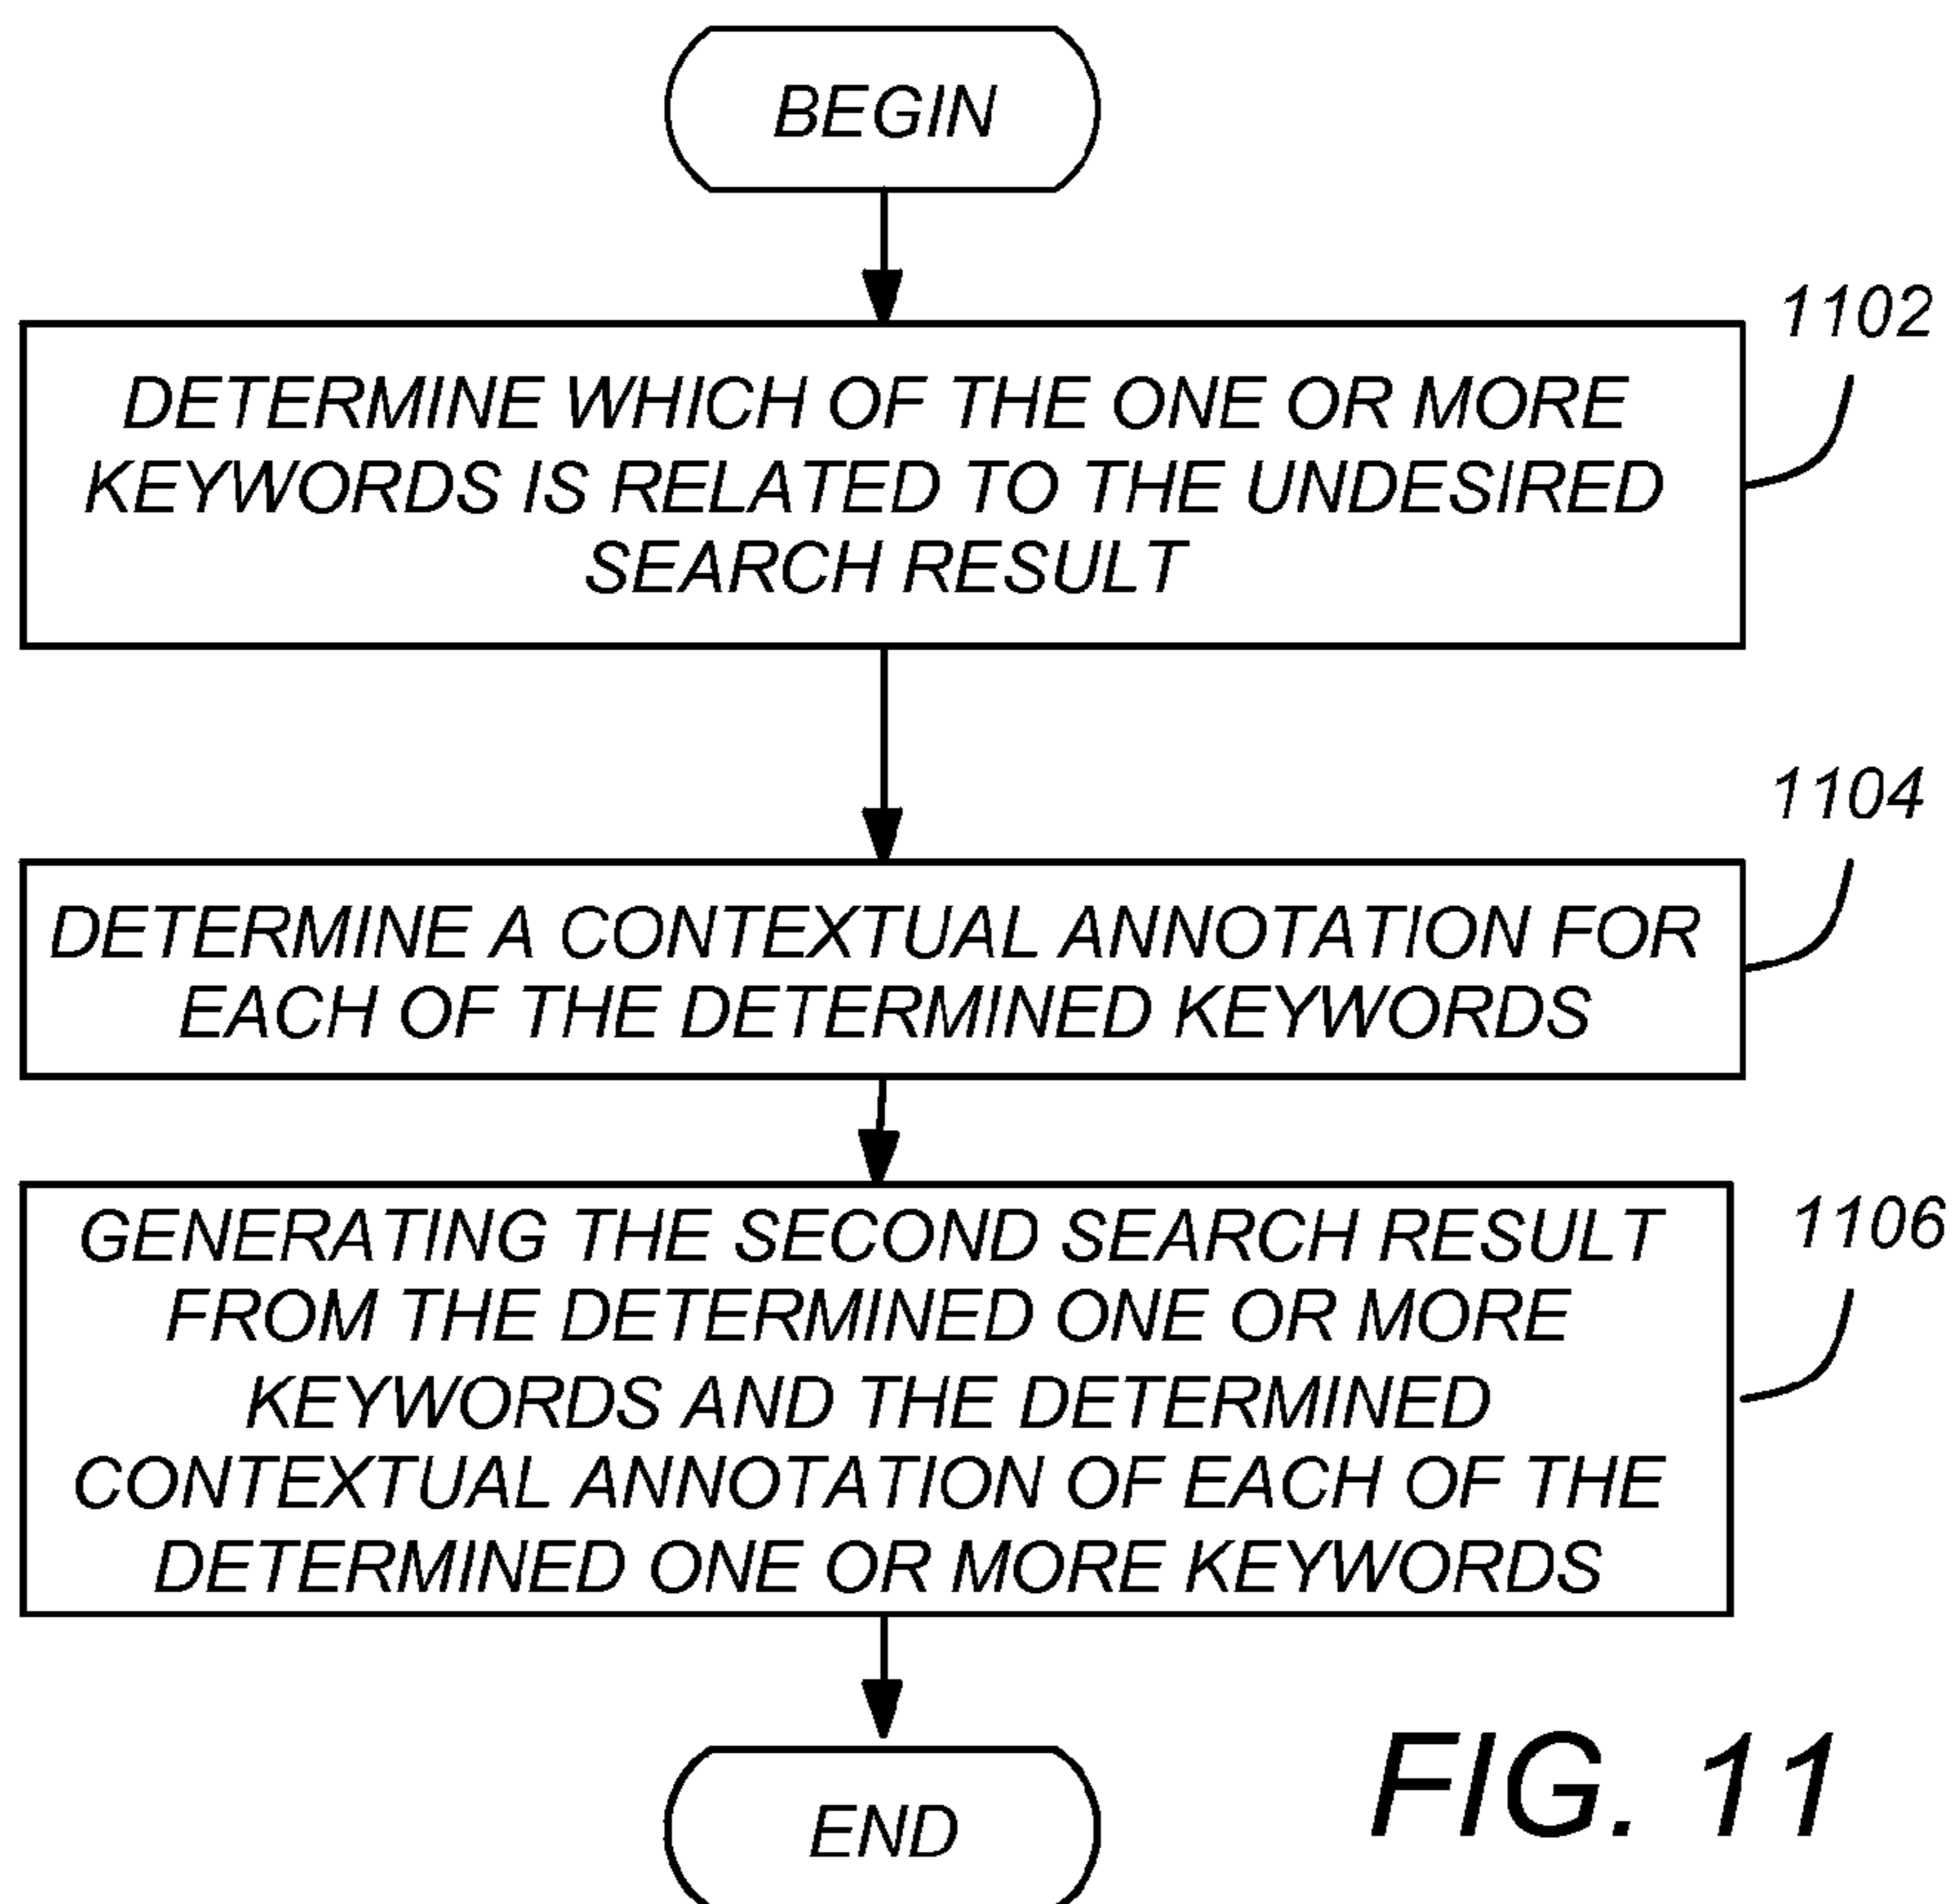 BEGIN
1102
DETERMINE WHICH OF THE ONE OR MORE
KEYWORDS IS RELATED TO THE UNDESIRED
SEARCH RESULT
1104
DETERMINE A CONTEXTUAL ANNOTATION FOR
EACH OF THE DETERMINED KEYWORDS
1106
GENERATING THE SECOND SEARCH RESULT
FROM THE DETERMINED ONE OR MORE
KEYWORDS AND THE DETERMINED
CONTEXTUAL ANNOTATION OF EACH OF THE
DETERMINED ONE OR MORE KEYWORDS
END
FIG. 11